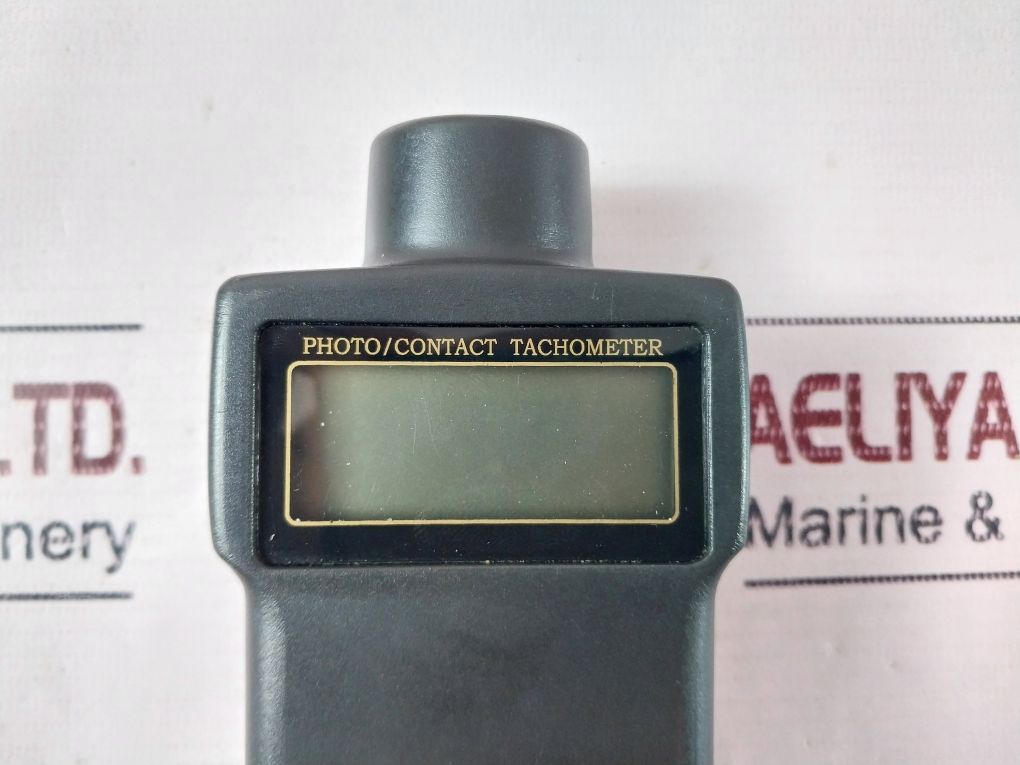 PHOTO/CONTACT TACHOMETER
.TD.
nery
AELIYA
Marine &